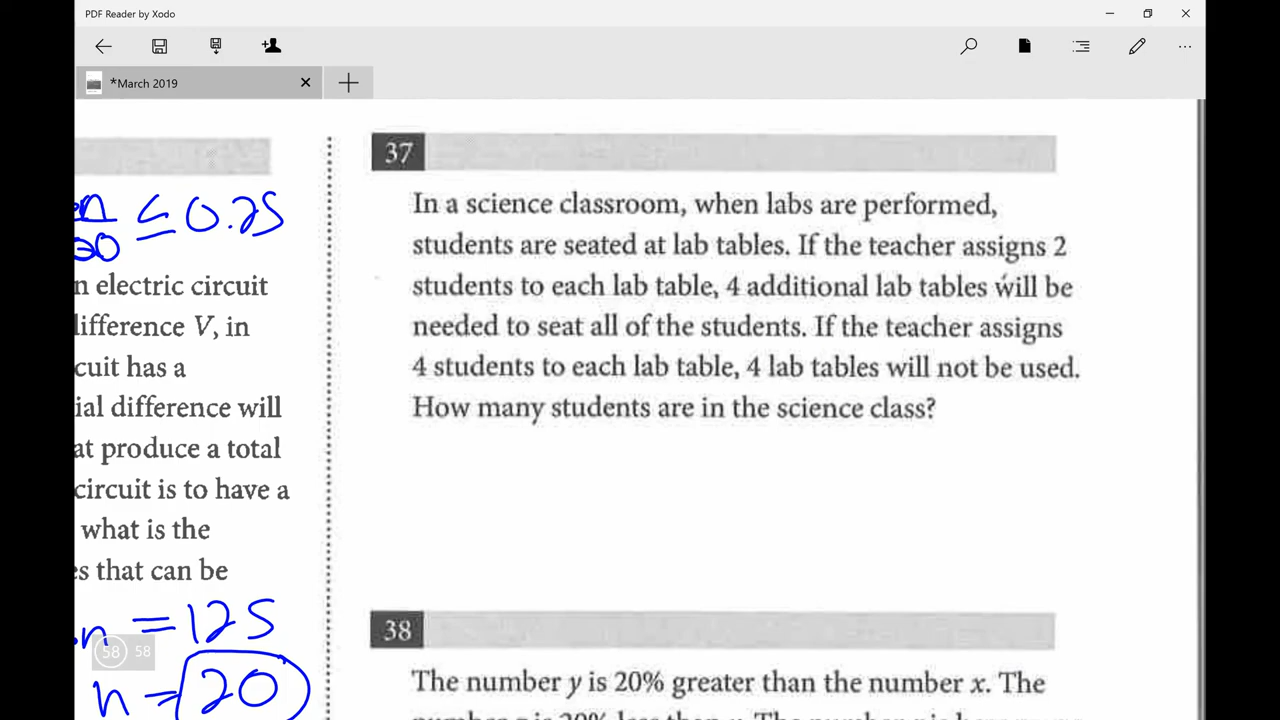 PDF Reader by Xodo
*March 2019
≤ 0.25
n electric circuit
ifference V, in
cuit has a
ial difference will
at produce a total
circuit is to have a
what is the
es that can be
n = 125
58 58
n = 20
37
In a science classroom, when labs are performed,
students are seated at lab tables. If the teacher assigns 2
students to each lab table, 4 additional lab tables will be
needed to seat all of the students. If the teacher assigns
4 students to each lab table, 4 lab tables will not be used.
How many students are in the science class?
38
The number y is 20% greater than the number x. The